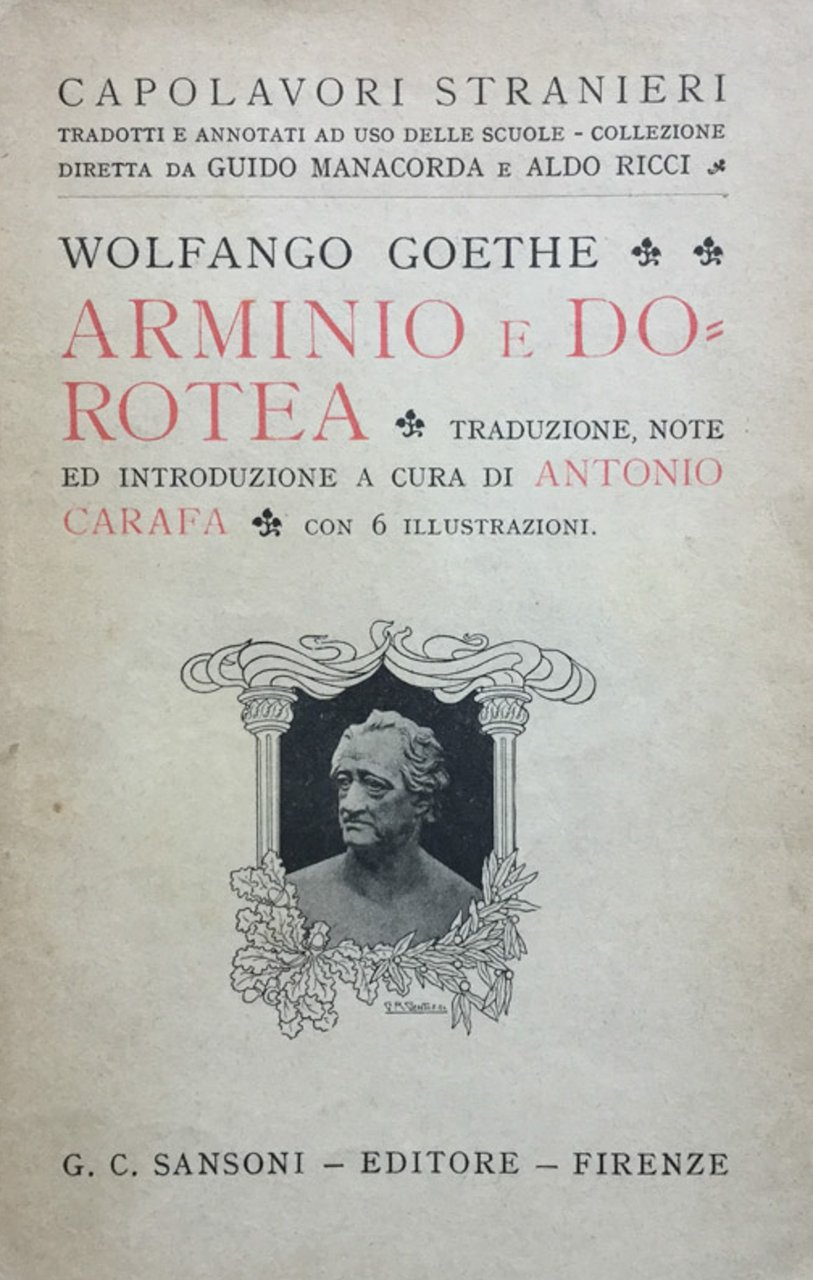 CAPOLAVORI STRANIERI
TRADOTTI E ANNOTATI AD USO DELLE SCUOLE - COLLEZIONE
DIRETTA DA GUIDO MANACORDA E ALDO RICCI
WOLFANGO GOETHE
ARMINIO E DO=
ROTEA TRADUZIONE, NOTE
ED INTRODUZIONE A CURA DI ANTONIO
CARAFA CON 6 ILLUSTRAZIONI.
G. C. SANSONI — EDITORE — FIRENZE